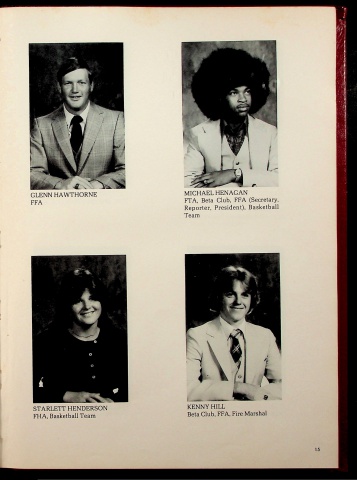 GLENN HAWTHORNE
FFA
MICHAEL HENAGAN
FTA, Beta Club, FFA (Secretary,
Reporter, President), Basketball
Team
STARLETT HENDERSON
FHA, Basketball Team
KENNY HILL
Beta Club, FFA, Fire Marshal
15